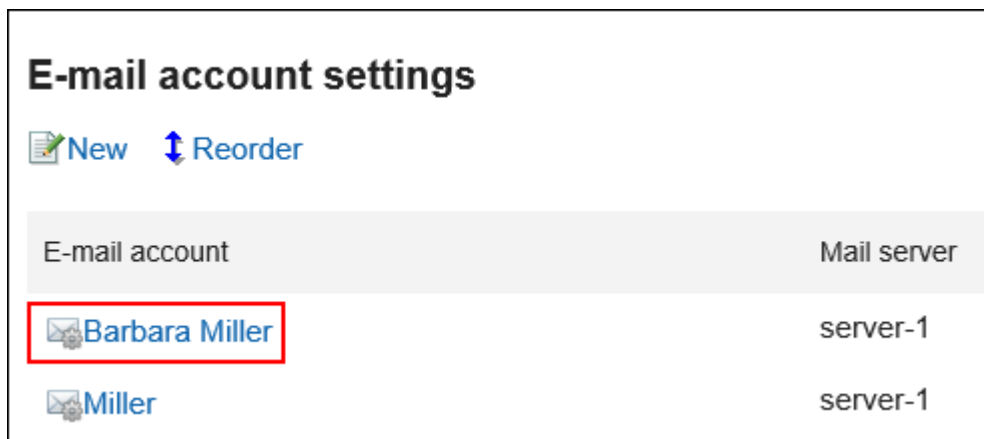 E-mail account settings
New Reorder
E-mail account Mail server
Barbara Miller server-1
Miller server-1